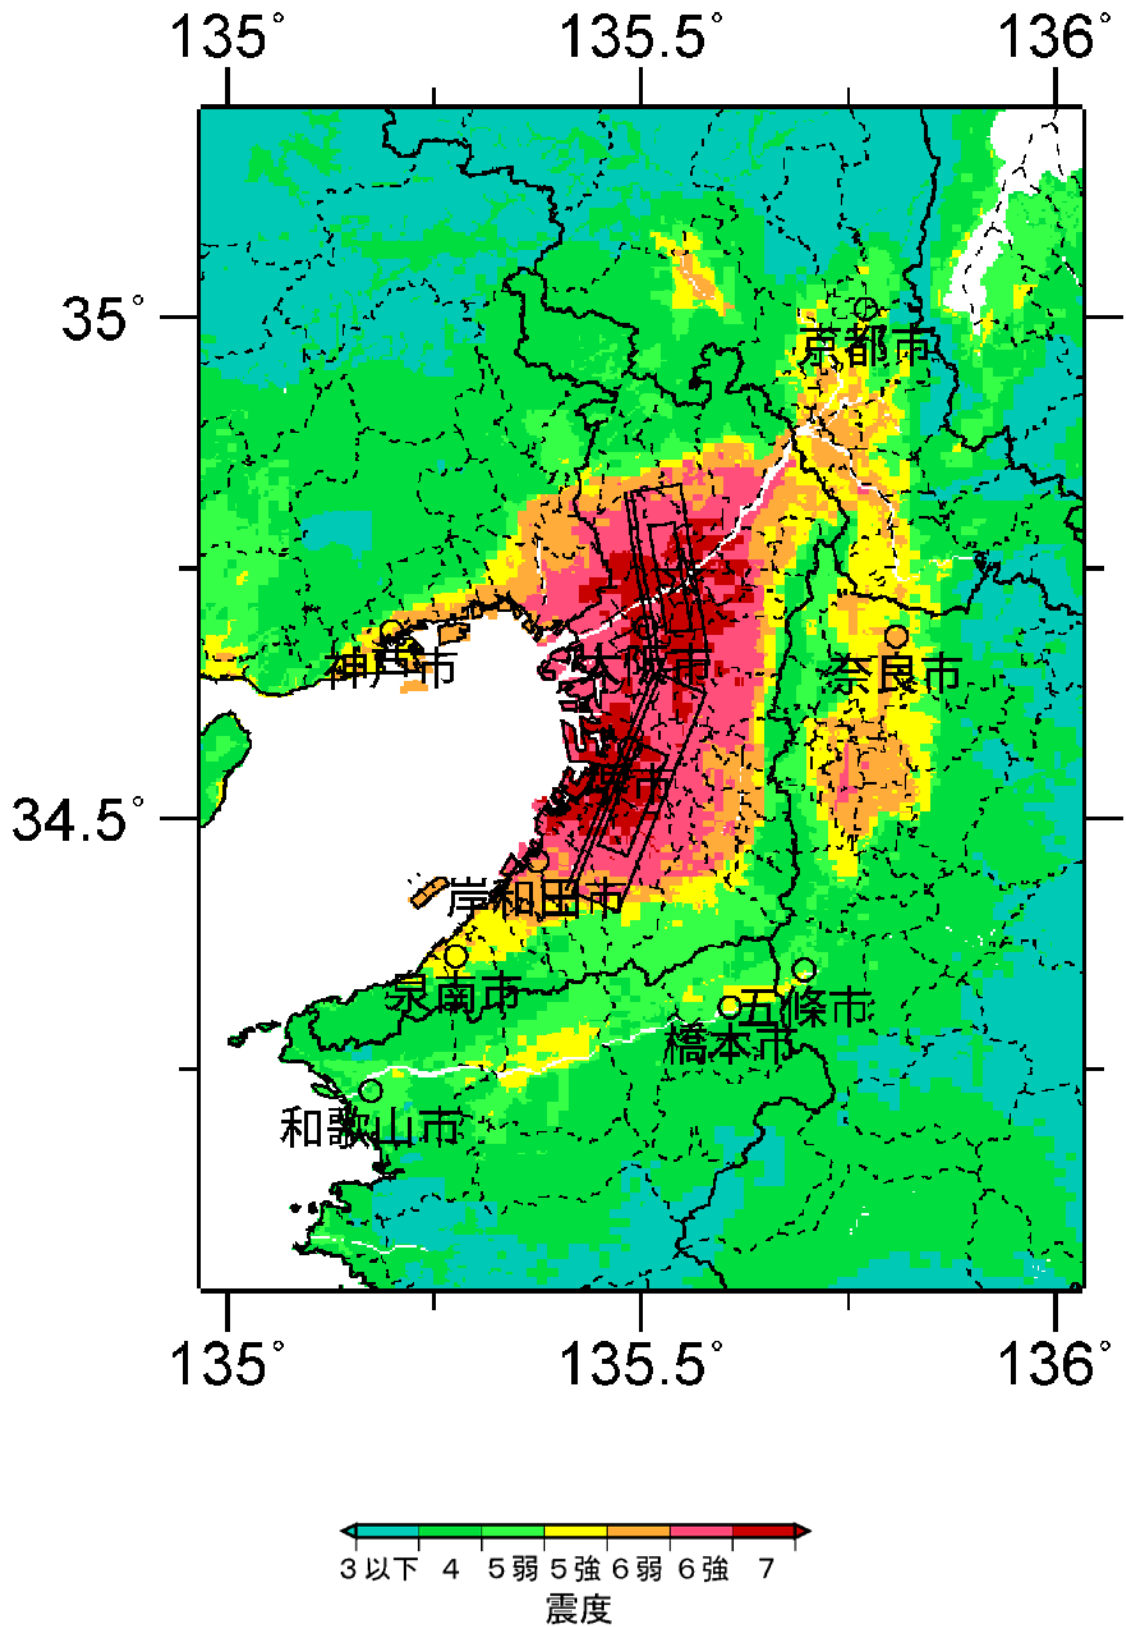 135° 135.5° 136°
35°
京都市
神戸市 大阪市 奈良市
堺市
34.5°
岸和田市
泉南市 五條市
橋本市
和歌山市
135° 135.5° 136°
3以下 4 5弱 5強 6弱 6強 7
震度